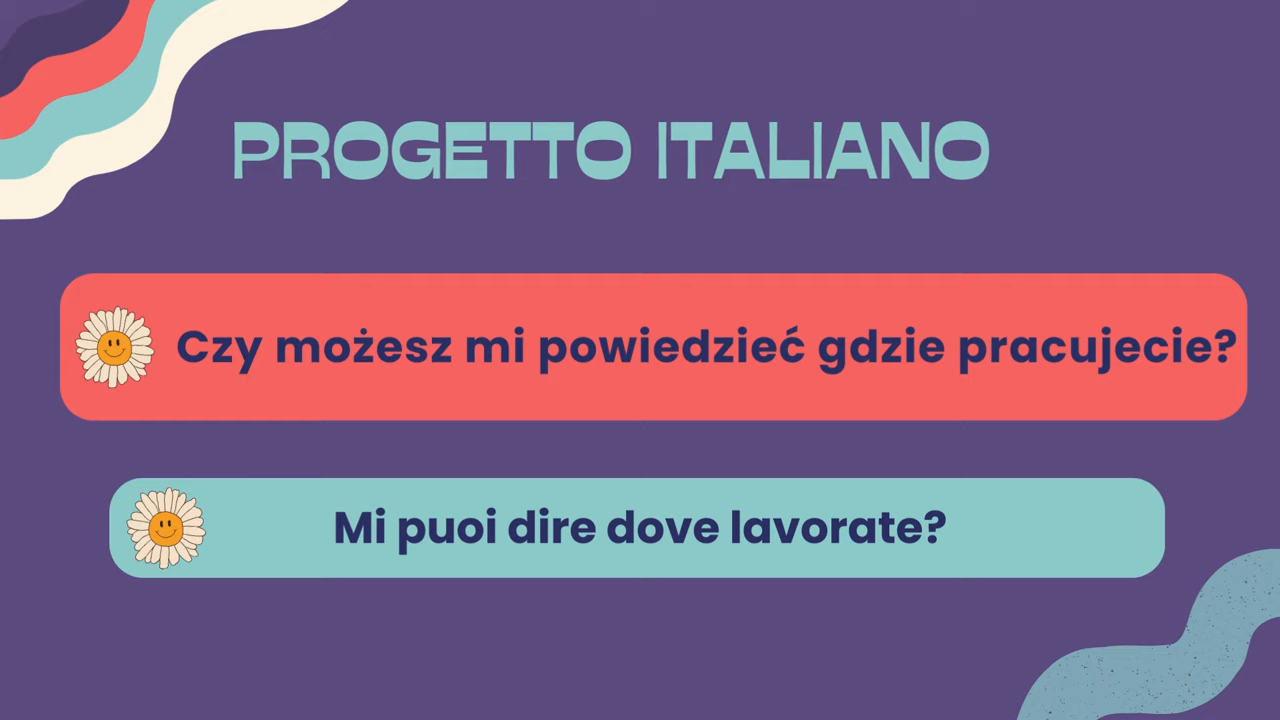 PROGETTO ITALIANO
Czy możesz mi powiedzieć gdzie pracujecie?
Mi puoi dire dove lavorate?